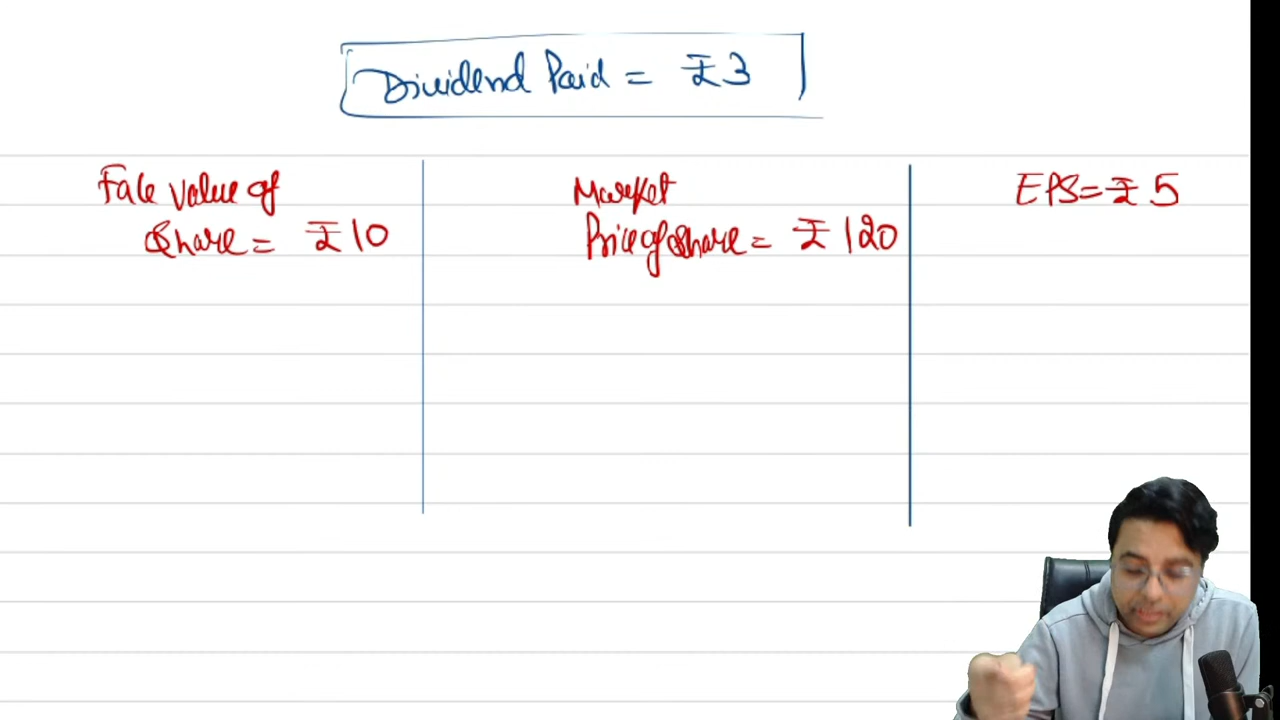 Dividend Paid = ₹3
Face value of
Share = ₹10
Market
Price of Share = ₹120
EPS = ₹5